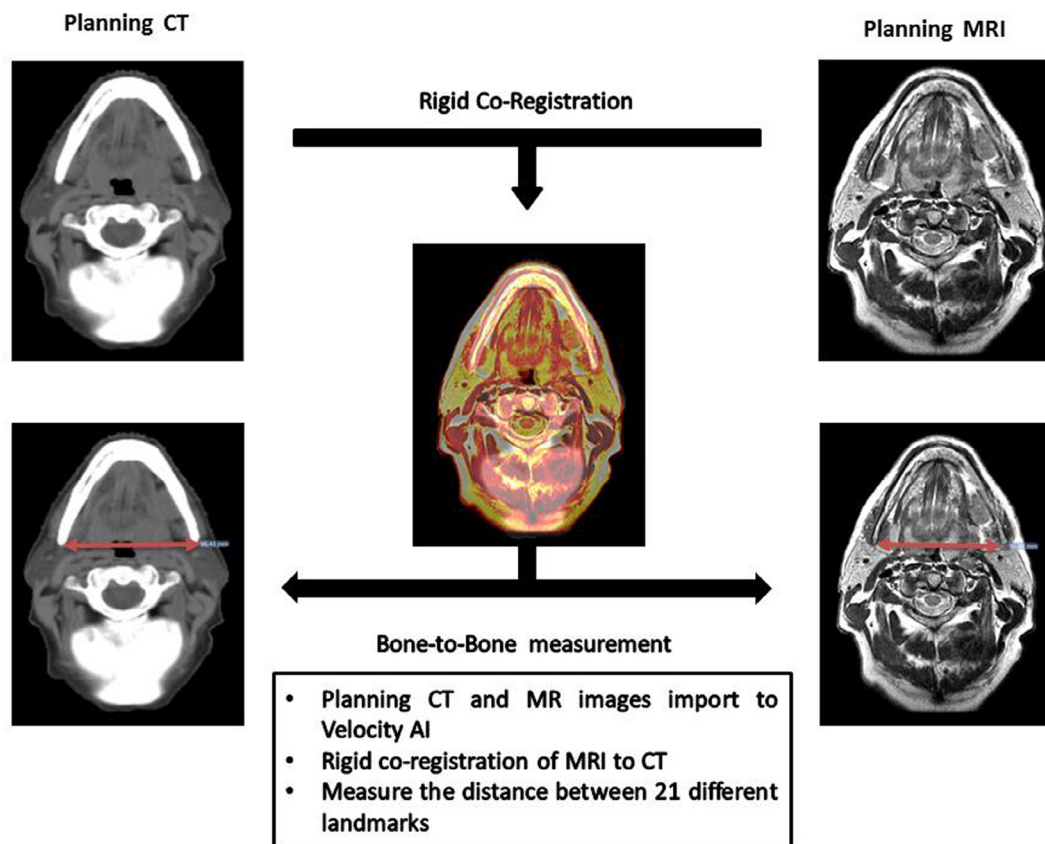 Planning CT
Planning MRI
Rigid Co-Registration
Bone-to-Bone measurement
• Planning CT and MR images import to
Velocity AI
• Rigid co-registration of MRI to CT
• Measure the distance between 21 different
landmarks